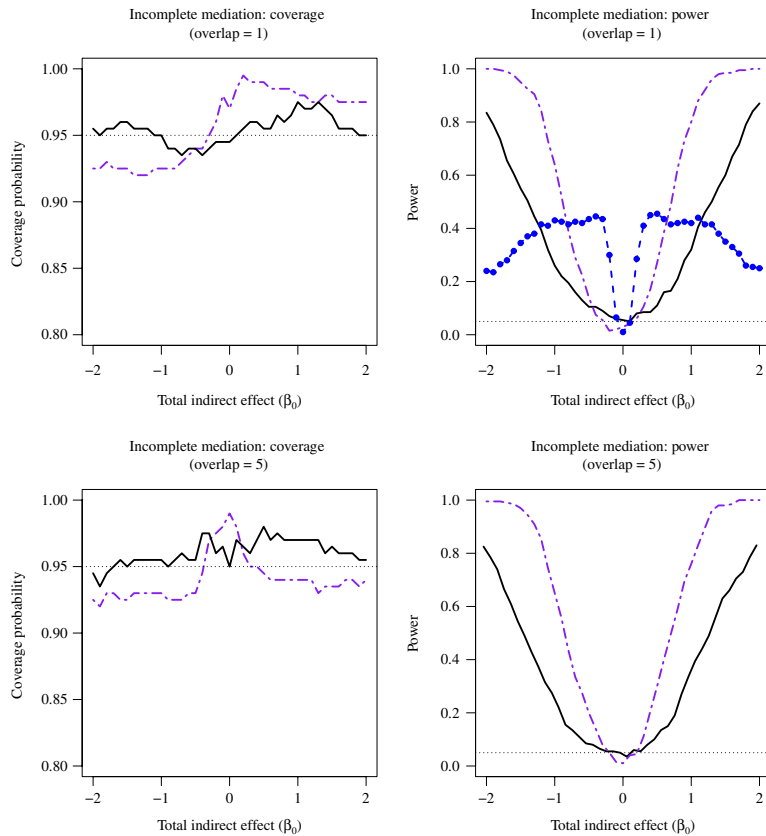 Incomplete mediation: coverage
(overlap = 1)
Coverage probability
1.00
0.95
0.90
0.85
0.80
−2
−1
0
1
2
Total indirect effect (β0)
Incomplete mediation: power
(overlap = 1)
Power
1.0
0.8
0.6
0.4
0.2
0.0
−2
−1
0
1
2
Total indirect effect (β0)
Incomplete mediation: coverage
(overlap = 5)
Coverage probability
1.00
0.95
0.90
0.85
0.80
−2
−1
0
1
2
Total indirect effect (β0)
Incomplete mediation: power
(overlap = 5)
Power
1.0
0.8
0.6
0.4
0.2
0.0
−2
−1
0
1
2
Total indirect effect (β0)